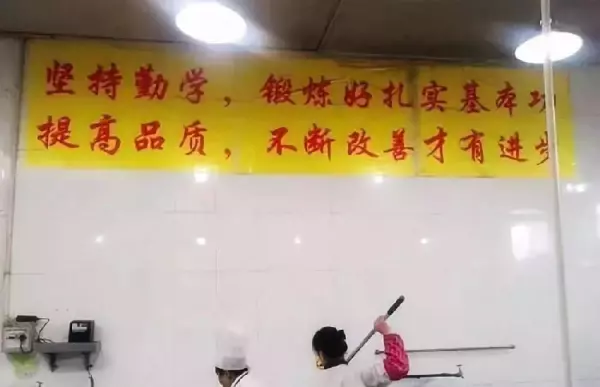 坚持勤学，锻炼好扎实基本功
提高品质，不断改善才有进步